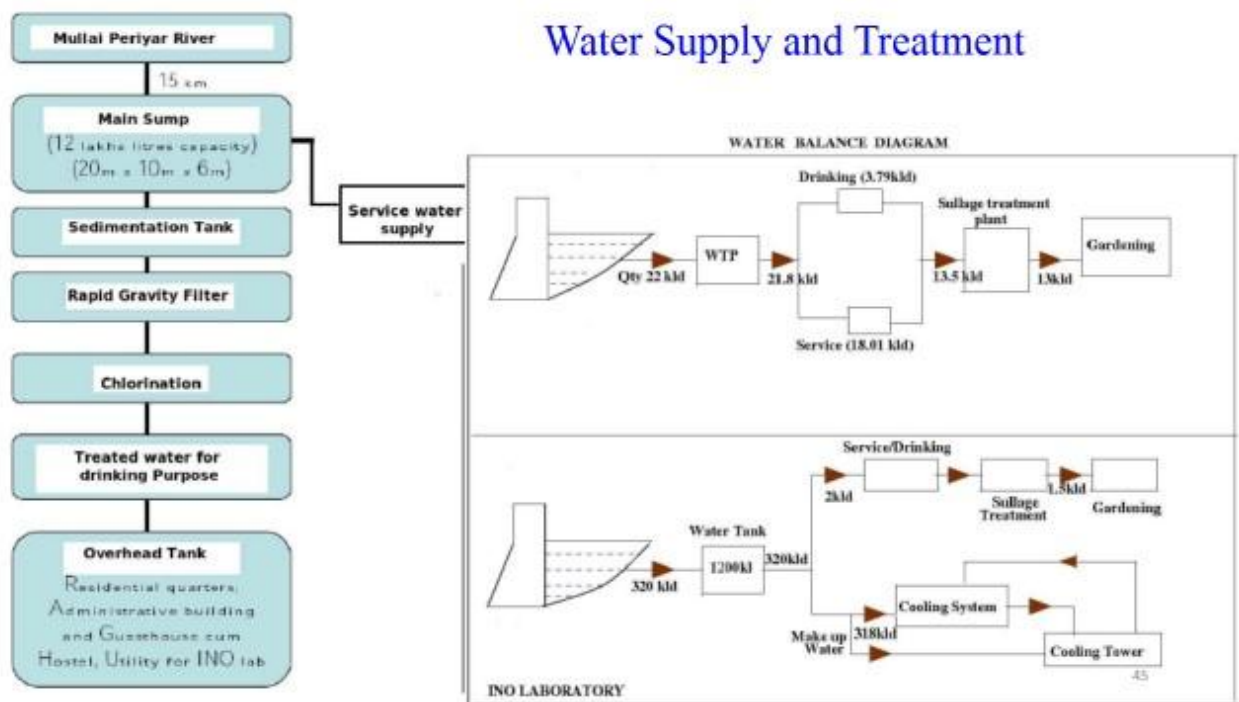 Water Supply and Treatment
Mullai Periyar River
15 km
Main Sump
(12 lakhs litres capacity)
(20m x 10m x 6m)
Service water
supply
Sedimentation Tank
Rapid Gravity Filter
Chlorination
Treated water for
drinking Purpose
Overhead Tank
Residential quarters,
Administrative building
and Guesthouse cum
Hostel, Utility for INO lab
WATER BALANCE DIAGRAM
Drinking (3.79kld)
Sullage treatment
plant
Gardening
WTP
Qty 22 kld
21.8 kld
13.5 kld
13kld
Service (18.01 kld)
Service/Drinking
2kld
Sullage
Treatment
1.5kld
Gardening
Water Tank
1200kl
320 kld
320kld
Cooling System
318kld
Make up
Water
Cooling Tower
45
INO LABORATORY